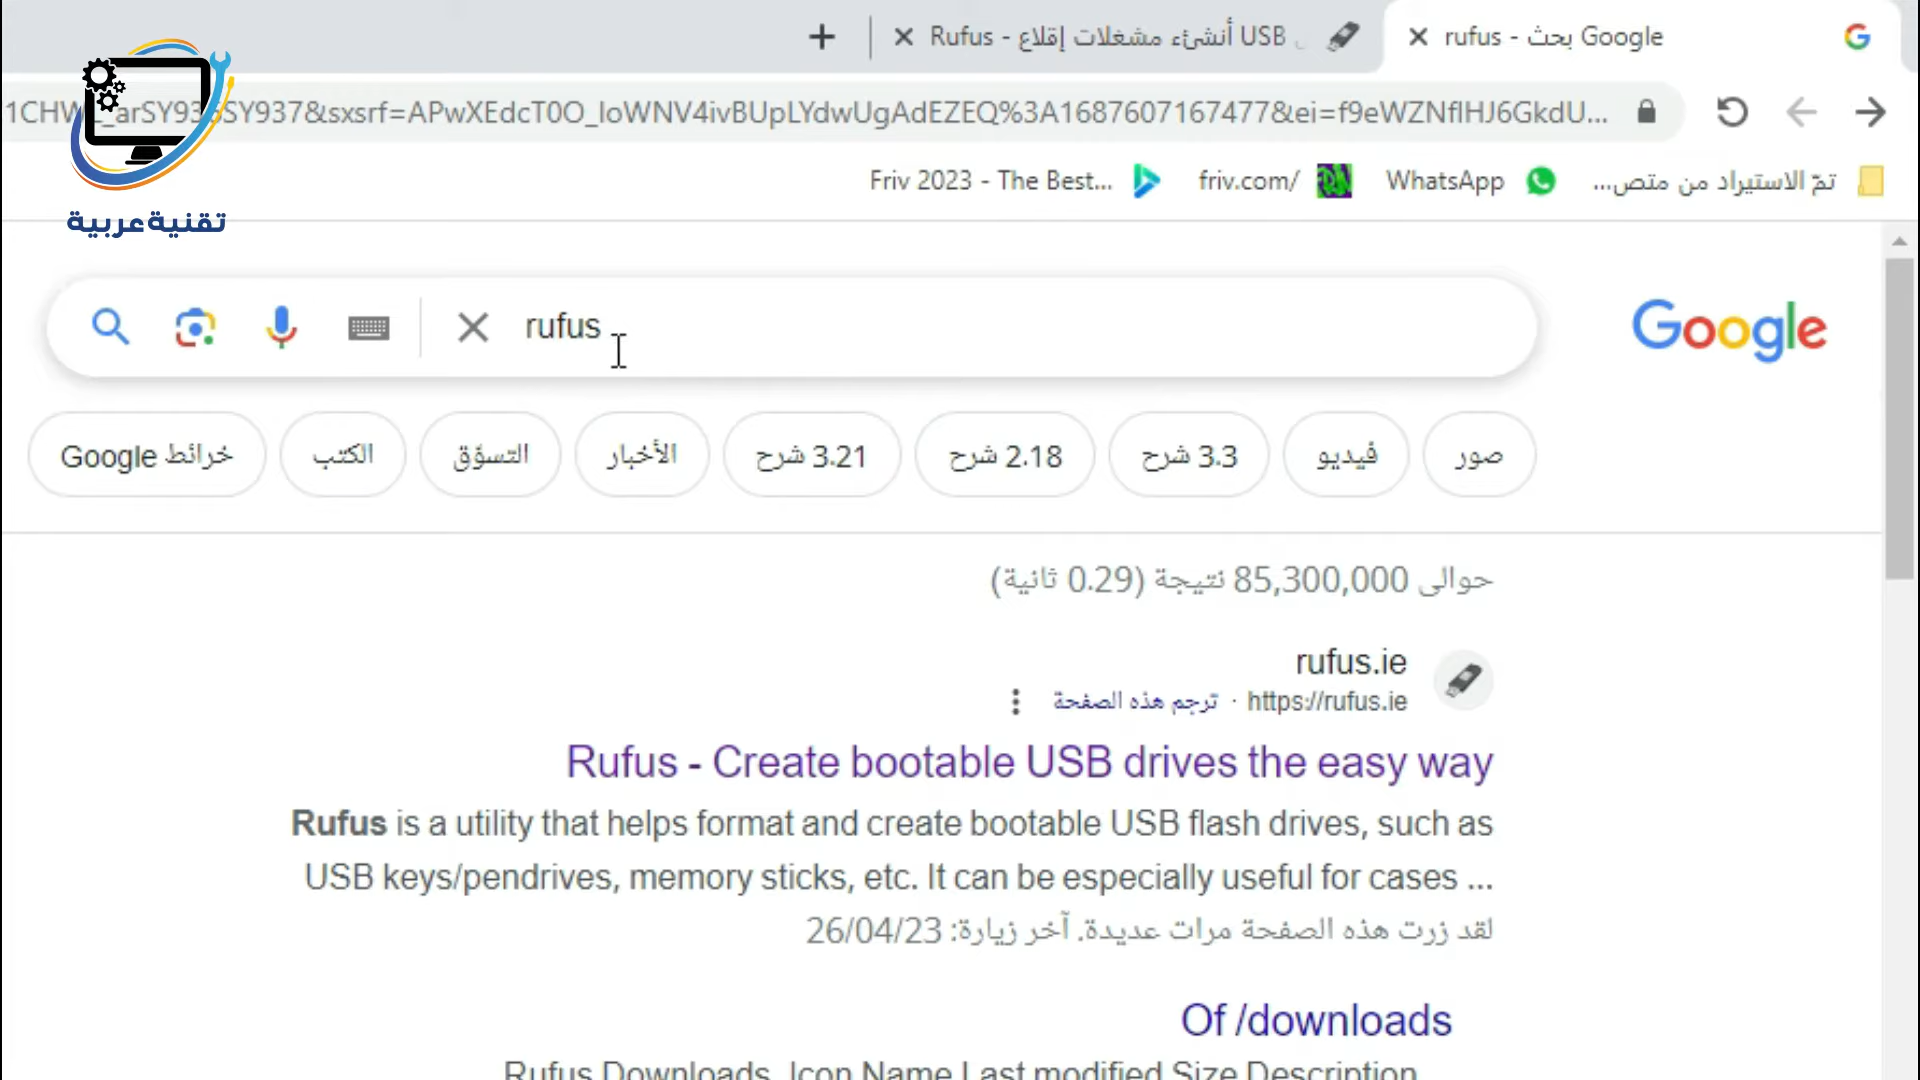 Google بحث - rufus
Rufus - أنشئء مشغلات إقلاع USB
1CHW
arSY93
SY937&sxsrf=APwXEdcT0O_IoWNV4ivBUpLYdwUgAdEZEQ%3A1687607167477&ei=f9eWZNflHJ6GkdU...
تمّ الاستيراد من متص...
WhatsApp
friv.com/
Friv 2023 - The Best...
تقنية عربية
rufus
Google
صور
فيديو
3.3 شرح
2.18 شرح
3.21 شرح
الأخبار
التسوّق
الكتب
خرائط Google
حوالى 85,300,000 نتيجة (0.29 ثانية)
rufus.ie
https://rufus.ie · ترجم هذه الصفحة
Rufus - Create bootable USB drives the easy way
Rufus is a utility that helps format and create bootable USB flash drives, such as
USB keys/pendrives, memory sticks, etc. It can be especially useful for cases ...
لقد زرت هذه الصفحة مرات عديدة. آخر زيارة: 26/04/23
Of /downloads
Rufus Downloads. Icon Name Last modified Size Description